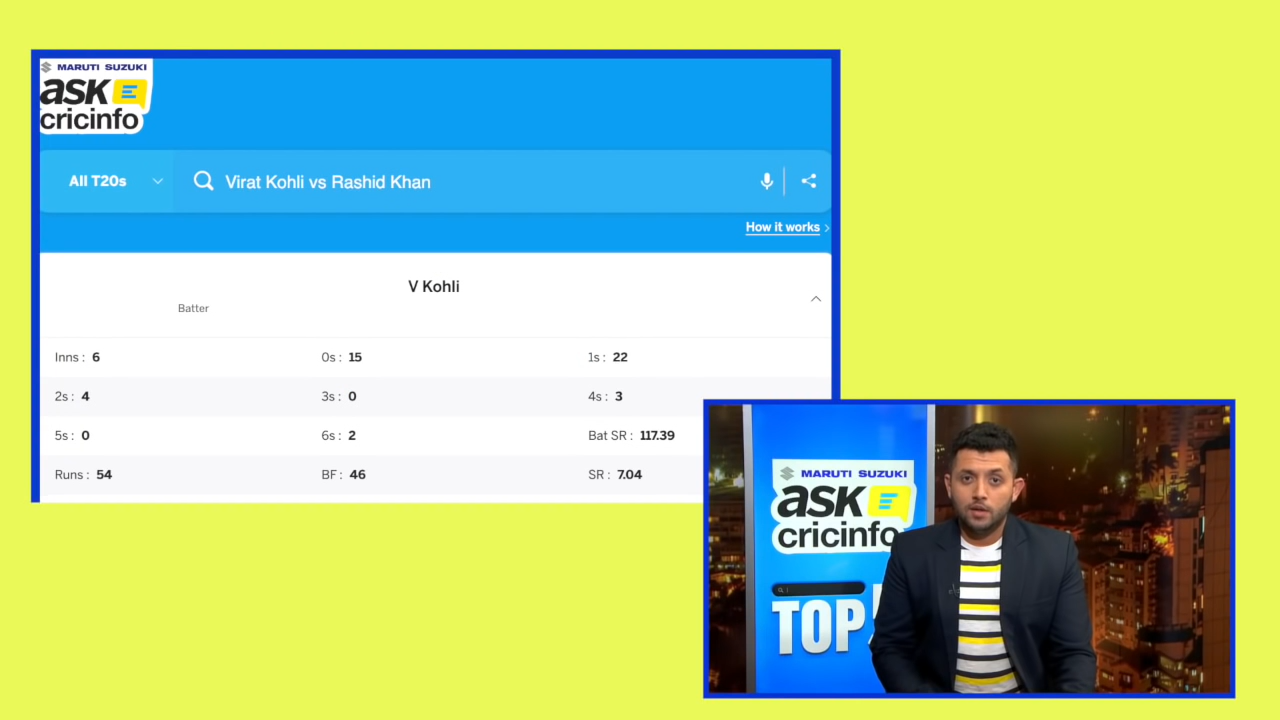 MARUTI SUZUKI
ASK
cricinfo
All T20s
Virat Kohli vs Rashid Khan
How it works
V Kohli
Batter
Inns : 6 0s : 15 1s : 22
2s : 4 3s : 0 4s : 3
5s : 0 6s : 2 Bat SR : 117.39
Runs : 54 BF : 46 SR : 7.04
MARUTI SUZUKI
ASK
cricinfo
TOP